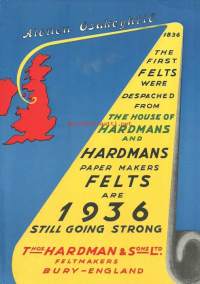 1836
THE
FIRST
FELTS
WERE
DESPACHED
FROM
THE HOUSE OF
HARDMANS
AND
HARDMANS
PAPER MAKERS
FELTS
ARE
1936
STILL GOING STRONG
THOS HARDMAN & SONS LTD.
FELTMAKERS
BURY-ENGLAND